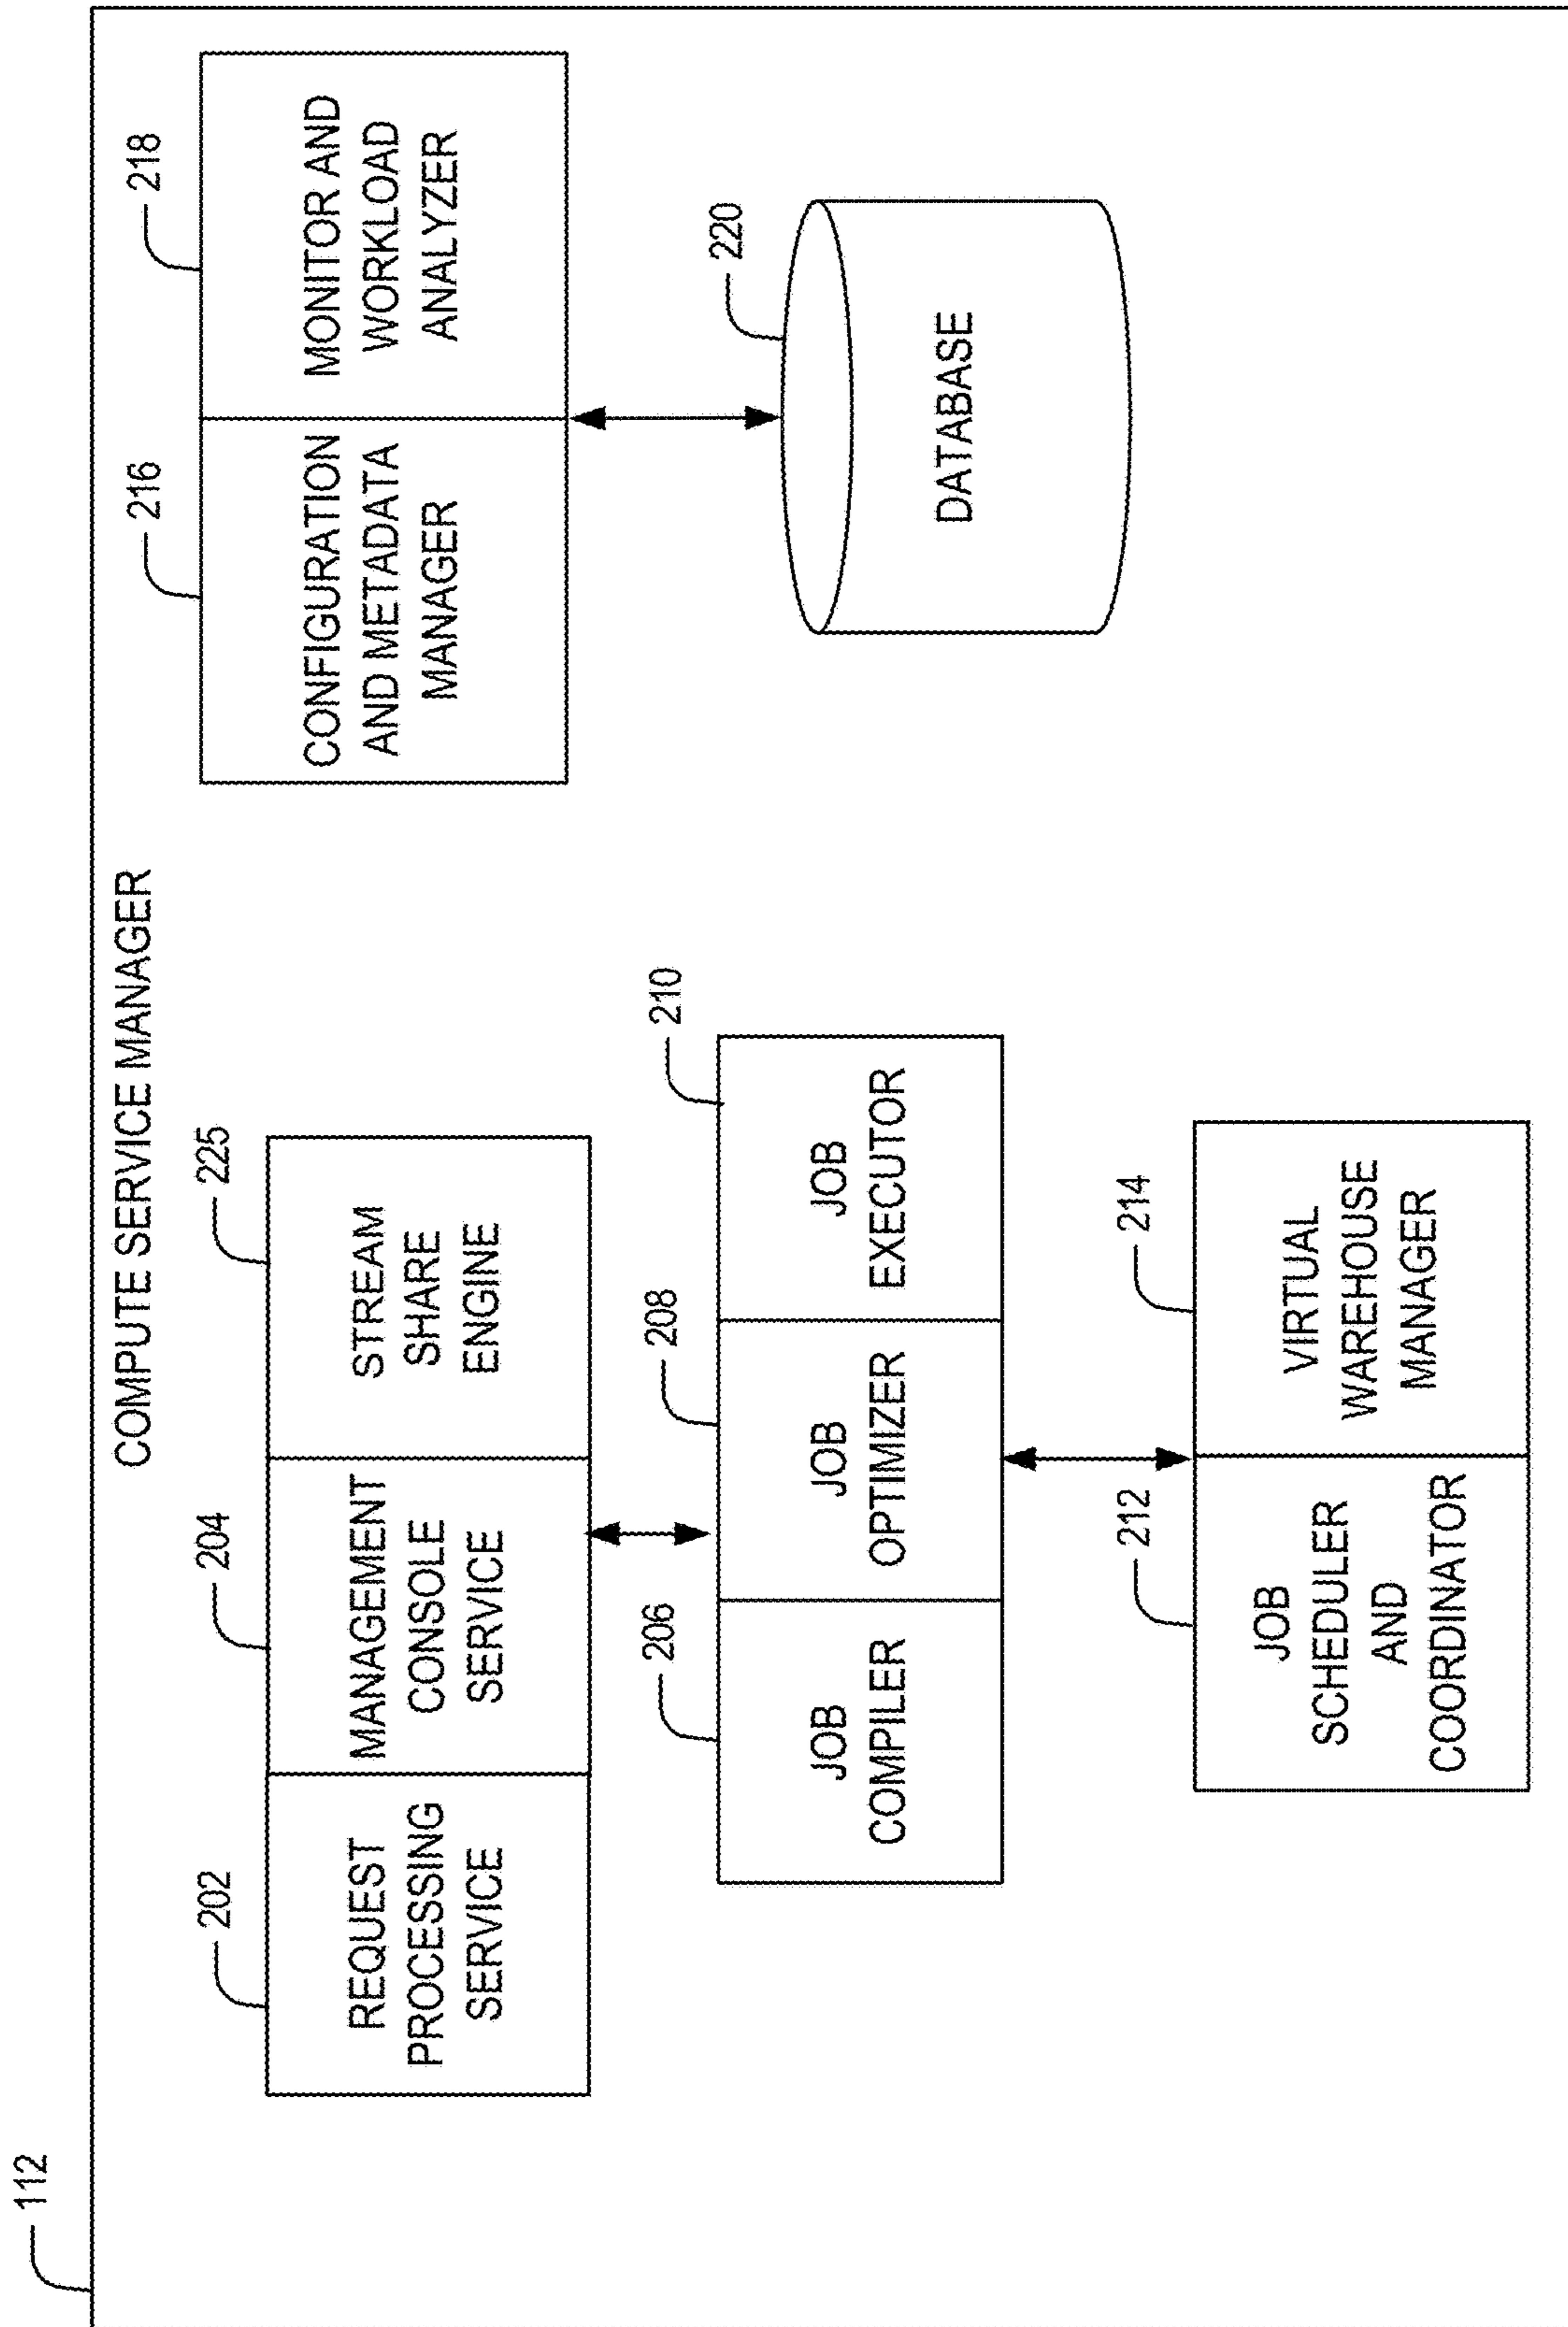 112
COMPUTE SERVICE MANAGER
202
REQUEST
PROCESSING
SERVICE
204
MANAGEMENT
CONSOLE
SERVICE
225
STREAM
SHARE
ENGINE
206
JOB
COMPILER
208
JOB
OPTIMIZER
210
JOB
EXECUTOR
212
JOB
SCHEDULER
AND
COORDINATOR
214
VIRTUAL
WAREHOUSE
MANAGER
216
CONFIGURATION
AND METADATA
MANAGER
218
MONITOR AND
WORKLOAD
ANALYZER
220
DATABASE